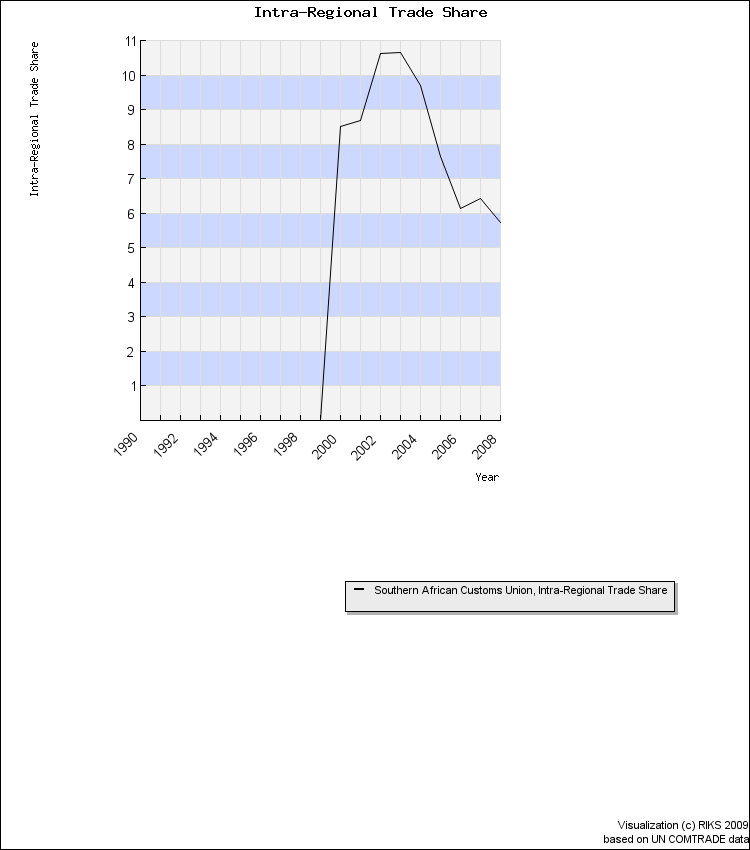 Intra-Regional Trade Share
Intra-Regional Trade Share
11
10
9
8
7
6
5
4
3
2
1
1990 1992 1994 1996 1998 2000 2002 2004 2006 2008
Year
Southern African Customs Union, Intra-Regional Trade Share
Visualization (c) RIKS 2009
based on UN COMTRADE data